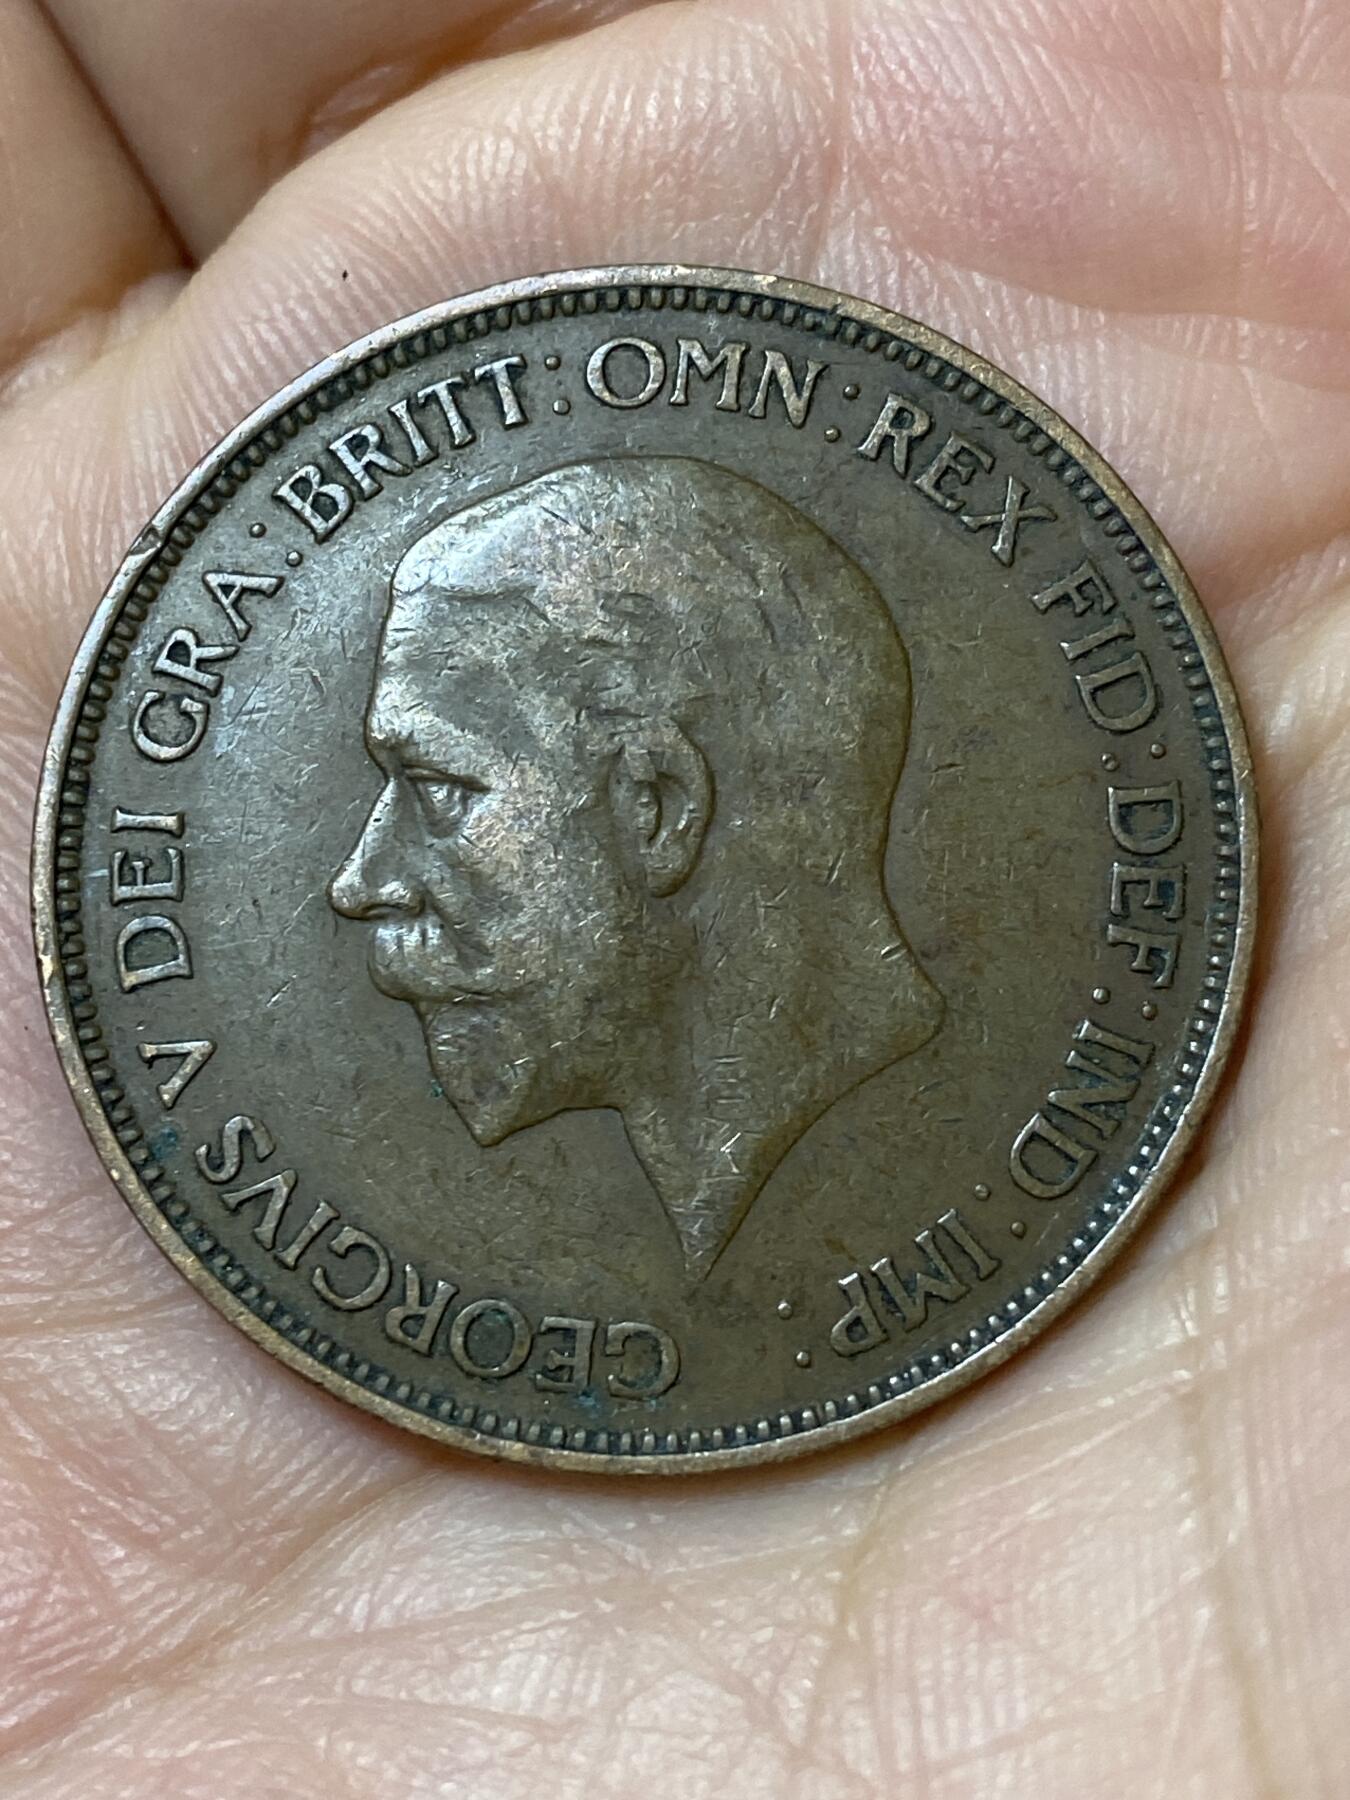 GEORGIVS V DEI GRA: BRITT: OMN: REX FID: DEF: IND: IMP: